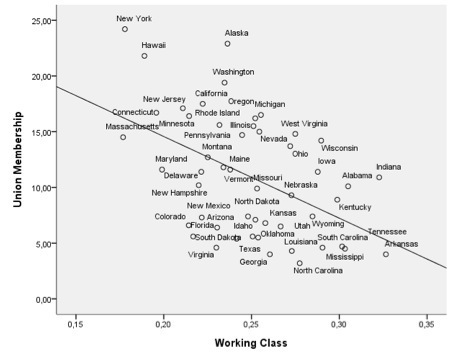 25,00
20,00
15,00
10,00
5,00
0,00
Union Membership
New York
Alaska
Hawaii
Washington
California
New Jersey
Oregon
Michigan
Connecticut
Minnesota
Rhode Island
Illinois
Massachusetts
Pennsylvania
Nevada
West Virginia
Wisconsin
Montana
Ohio
Maryland
Maine
Iowa
Indiana
Delaware
Vermont
Missouri
Alabama
New Hampshire
Nebraska
New Mexico
North Dakota
Kentucky
Colorado
Arizona
Kansas
Florida
Idaho
Utah
Wyoming
Tennessee
South Dakota
Oklahoma
South Carolina
Virginia
Texas
Louisiana
Arkansas
Georgia
Mississippi
North Carolina
0,15
0,20
0,25
0,30
0,35
Working Class